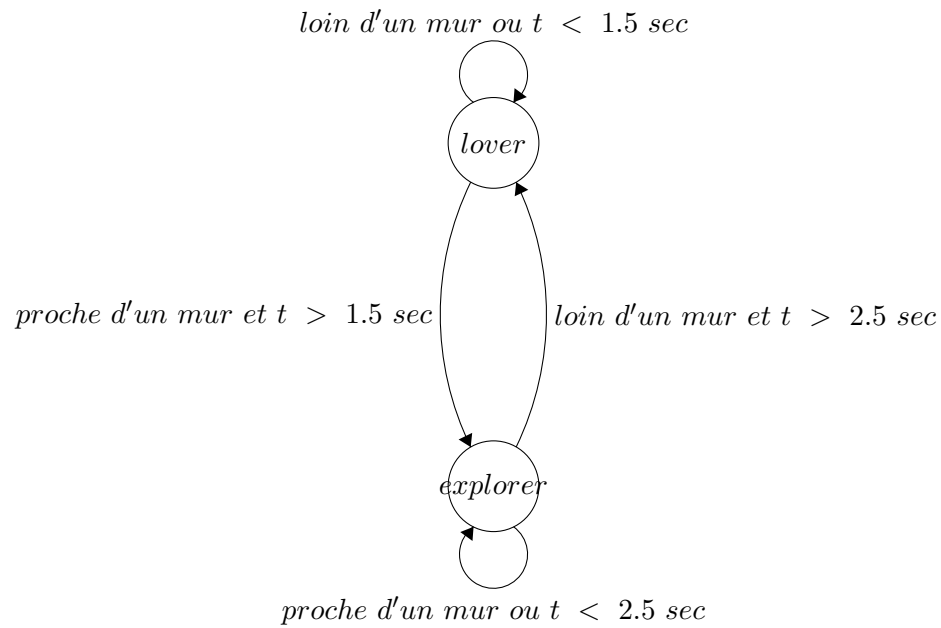 loin d'un mur ou t < 1.5 sec
lover
proche d'un mur et t > 1.5 sec
loin d'un mur et t > 2.5 sec
explorer
proche d'un mur ou t < 2.5 sec